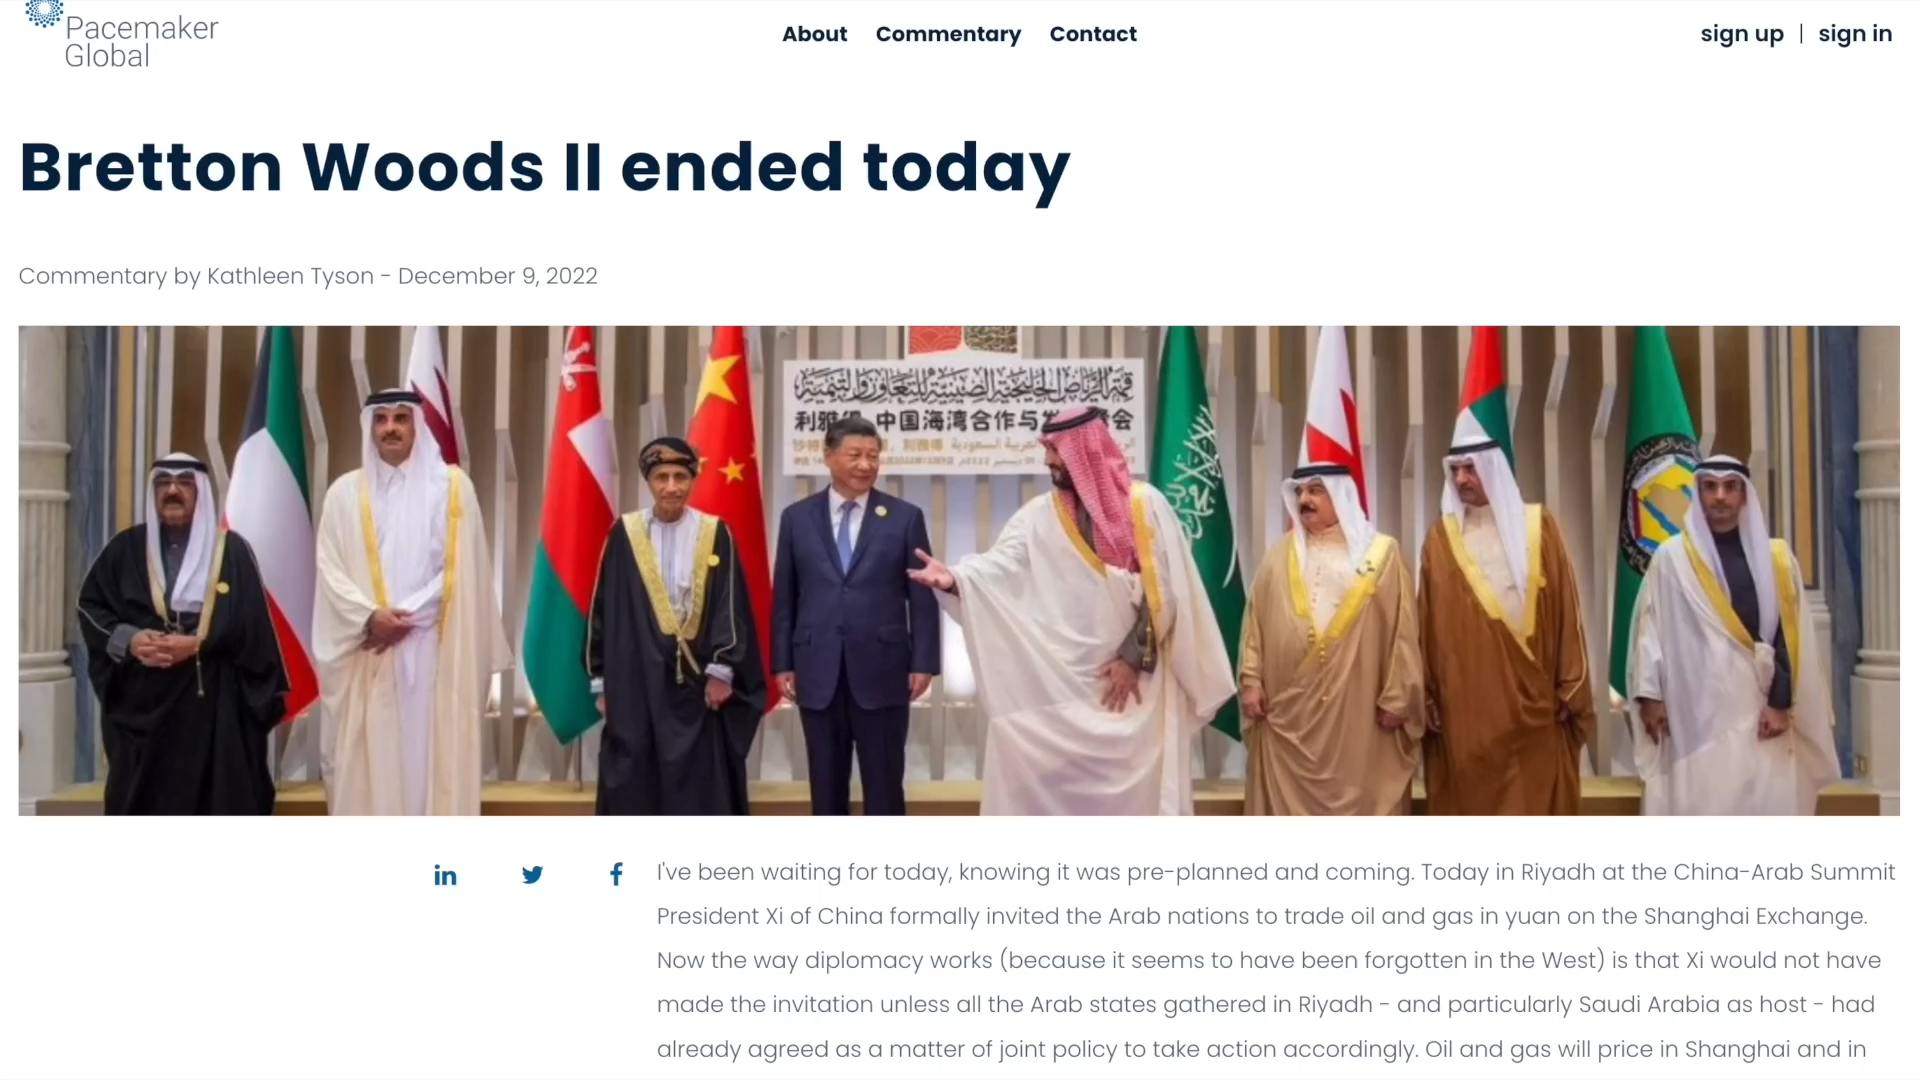 Pacemaker
Global
About Commentary Contact
sign up | sign in
Bretton Woods II ended today
Commentary by Kathleen Tyson - December 9, 2022
قمة الرياض الخليجية الصينية للتعاون والتنمية
中国海湾合作与
I've been waiting for today, knowing it was pre-planned and coming. Today in Riyadh at the China-Arab Summit
President Xi of China formally invited the Arab nations to trade oil and gas in yuan on the Shanghai Exchange.
Now the way diplomacy works (because it seems to have been forgotten in the West) is that Xi would not have
made the invitation unless all the Arab states gathered in Riyadh - and particularly Saudi Arabia as host - had
already agreed as a matter of joint policy to take action accordingly. Oil and gas will price in Shanghai and in